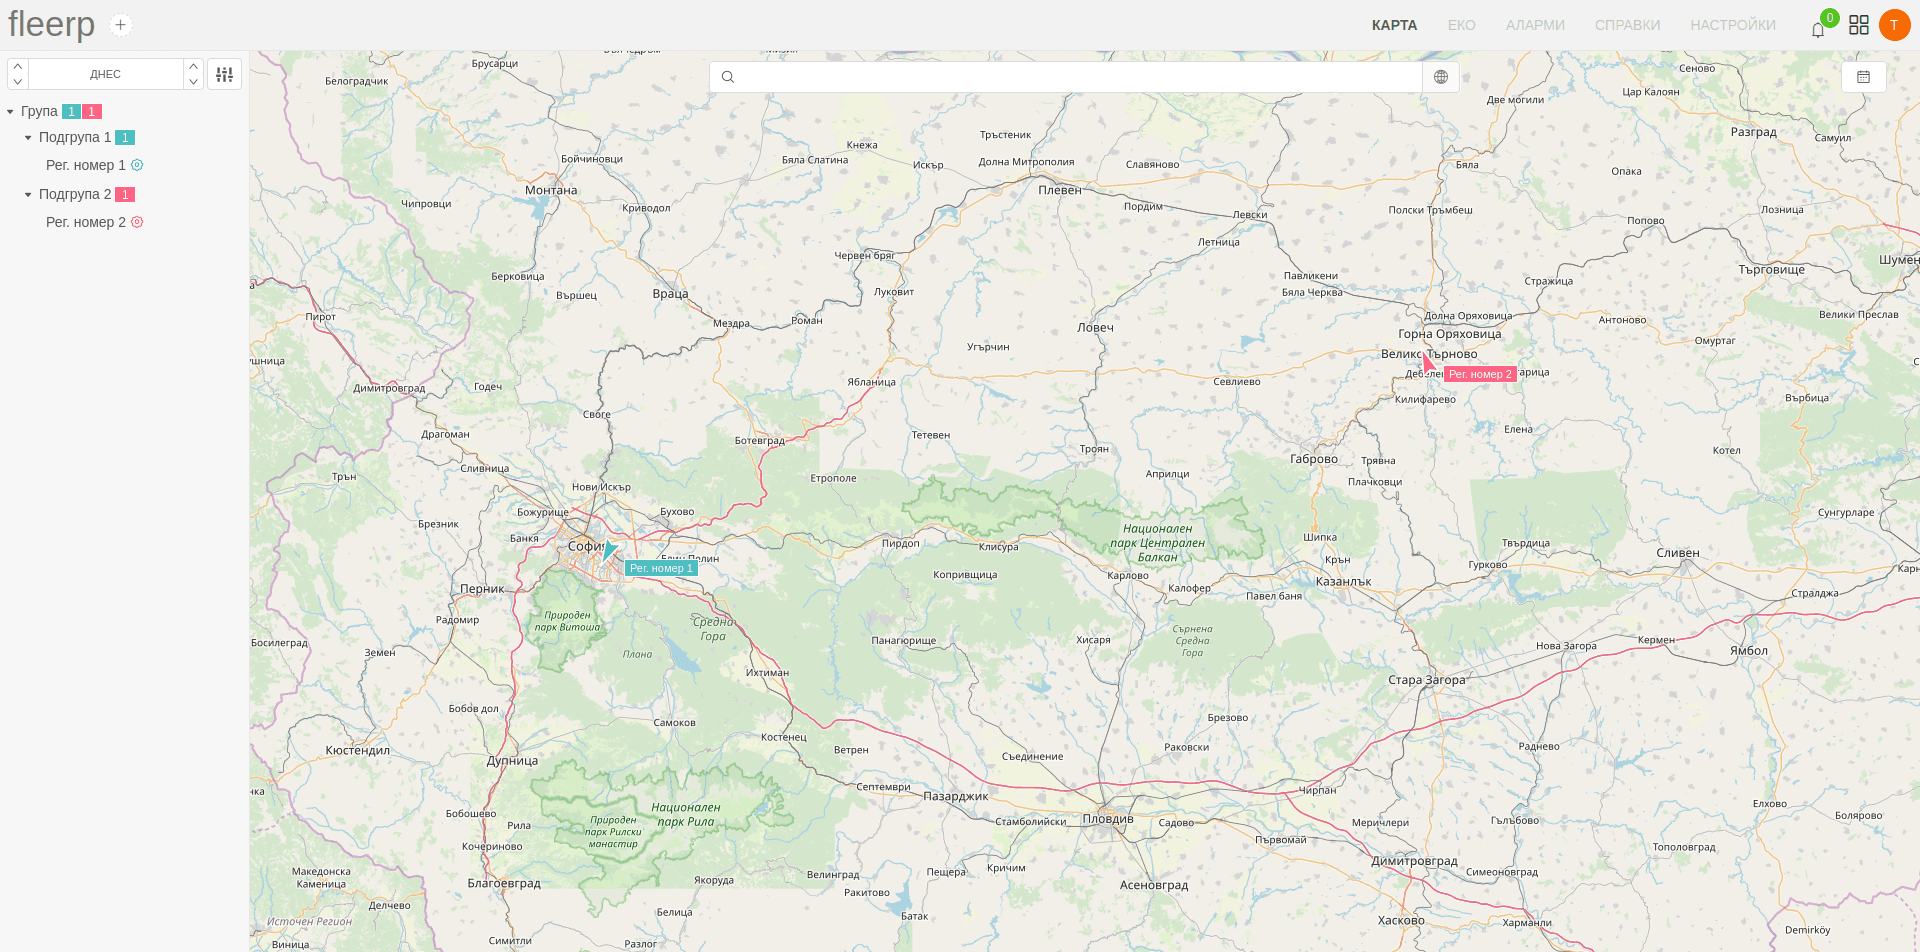 fleerp
+
КАРТА
ЕКО
АЛАРМИ
СПРАВКИ
НАСТРОЙКИ
0
T
ДНЕС
Група 1 1
Подгрупа 1 1
Рег. номер 1
Подгрупа 2 1
Рег. номер 2
Брусарци
Белоградчик
Сеново
Цар Калоян
Две могили
Разград
Самуил
Тръстеник
Кнежа
Бойчиновци
Бяла Слатина
Искър
Долна Митрополия
Славяново
Бяла
Опака
Монтана
Плевен
Чипровци
Криводол
Пордим
Левски
Полски Тръмбеш
Попово
Лозница
Летница
Червен бряг
Търговище
Шумен
Берковица
Вършец
Враца
Луковит
Павликени
Бяла Черква
Стражица
Пирот
Мездра
Роман
Ловеч
Долна Оряховица
Горна Оряховица
Антоново
Велики Преслав
Омуртаг
Угърчин
Велико Търново
Рег. номер 2
Димитровград
Годеч
Ябланица
Севлиево
Килифарево
Върбица
Своге
Драгоман
Ботевград
Тетевен
Елена
Троян
Котел
Сливница
Трън
Етрополе
Априлци
Габрово
Трявна
Плачковци
Нови Искър
Божурище
Бухово
Брезник
Банкя
София
Елин Пелин
Рег. номер 1
Пирдоп
Клисура
Национален
парк Централен
Балкан
Сунгурларе
Шипка
Твърдица
Сливен
Крън
Гурково
Копривщица
Карлово
Калофер
Казанлък
Павел баня
Перник
Стралджа
Радомир
Природен
парк Витоша
Средна
Гора
Сърнена
Средна
Гора
Босилеград
Земен
Плана
Панагюрище
Хисаря
Нова Загора
Кермен
Ямбол
Ихтиман
Стара Загора
Бобов дол
Самоков
Костенец
Брезово
Кюстендил
Дупница
Ветрен
Съединение
Раковски
Раднево
Септември
Пазарджик
Чирпан
Елхово
Бобошево
Рила
Национален
парк Рила
Природен
парк Рилски
манастир
Стамболийски
Пловдив
Садово
Меричлери
Гълъбово
Болярово
Кочериново
Първомай
Тополовград
Македонска
Каменица
Благоевград
Якоруда
Велинград
Ракитово
Пещера
Кричим
Асеновград
Димитровград
Симеоновград
Делчево
Источен Регион
Виница
Белица
Батак
Хасково
Харманли
Симитли
Разлог
Demirköy